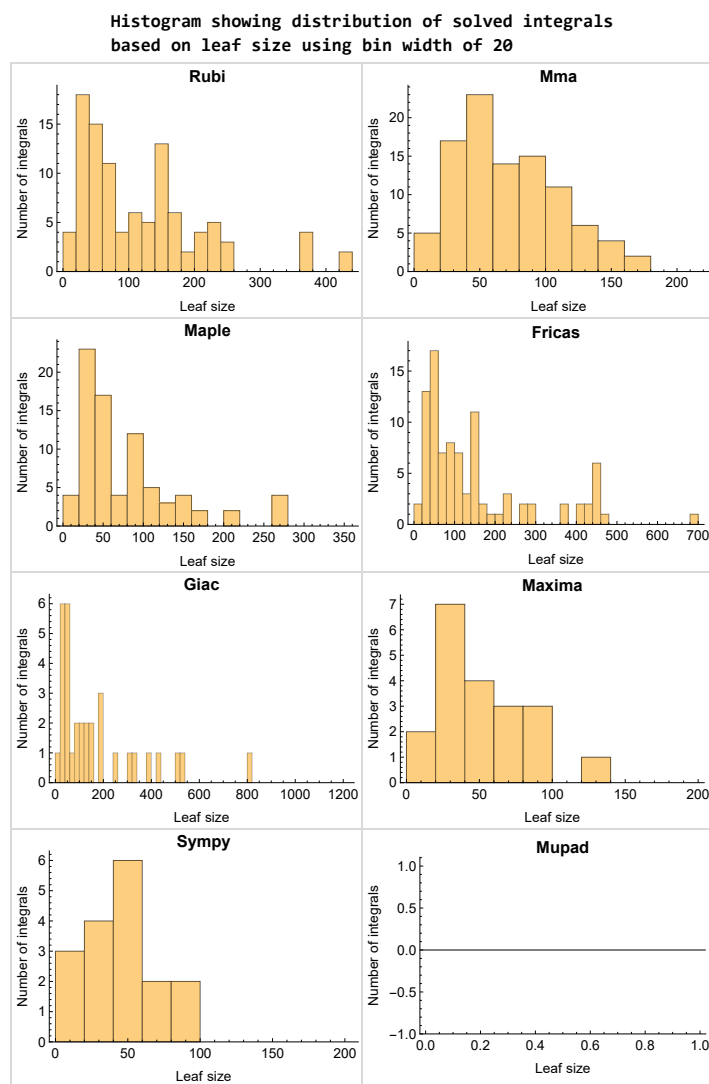 Histogram showing distribution of solved integrals
based on leaf size using bin width of 20
Rubi
Number of integrals
0 5 10 15
0 100 200 300 400
Leaf size
Mma
Number of integrals
0 5 10 15 20
0 50 100 150 200
Leaf size
Maple
Number of integrals
0 5 10 15 20
0 50 100 150 200 250 300 350
Leaf size
Fricas
Number of integrals
0 5 10 15
0 100 200 300 400 500 600 700
Leaf size
Giac
Number of integrals
0 1 2 3 4 5 6
0 200 400 600 800 1000 1200
Leaf size
Maxima
Number of integrals
0 1 2 3 4 5 6 7
0 50 100 150 200
Leaf size
Sympy
Number of integrals
0 1 2 3 4 5 6
0 50 100 150 200
Leaf size
Mupad
Number of integrals
-1.0 -0.5 0.0 0.5 1.0
0.0 0.2 0.4 0.6 0.8 1.0
Leaf size